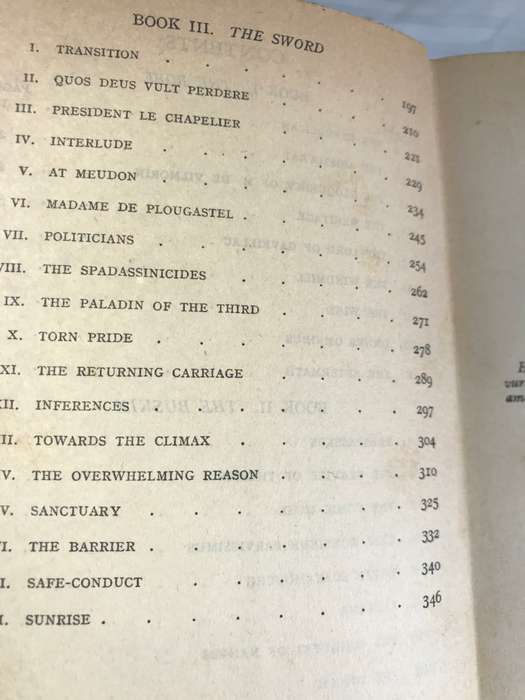 BOOK III. THE SWORD
I. TRANSITION . . . . . . . 197
II. QUOS DEUS VULT PERDERE . . . . 210
III. PRESIDENT LE CHAPELIER . . . . 221
IV. INTERLUDE . . . . . . 229
V. AT MEUDON . . . . . . 234
VI. MADAME DE PLOUGASTEL . . . . . 245
VII. POLITICIANS . . . . . . 254
VIII. THE SPADASSINICIDES . . . . . 262
IX. THE PALADIN OF THE THIRD . . . . 271
X. TORN PRIDE . . . . . . 278
XI. THE RETURNING CARRIAGE . . . . 289
XII. INFERENCES . . . . . . 297
II. TOWARDS THE CLIMAX . . . . . 304
V. THE OVERWHELMING REASON . . . . 310
V. SANCTUARY . . . . . . 325
I. THE BARRIER . . . . . . 332
I. SAFE-CONDUCT . . . . . . 340
I. SUNRISE . . . . . . . 346
vur
am